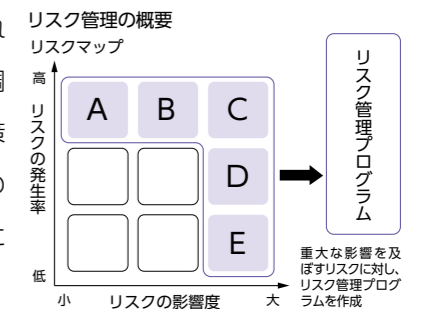 リスク管理の概要
リスクマップ
高
リスクの発生率
低
A B C
D
E
小 リスクの影響度 大
リスク管理プログラム
重大な影響を及
ぼすリスクに対し、
リスク管理プログ
ラムを作成